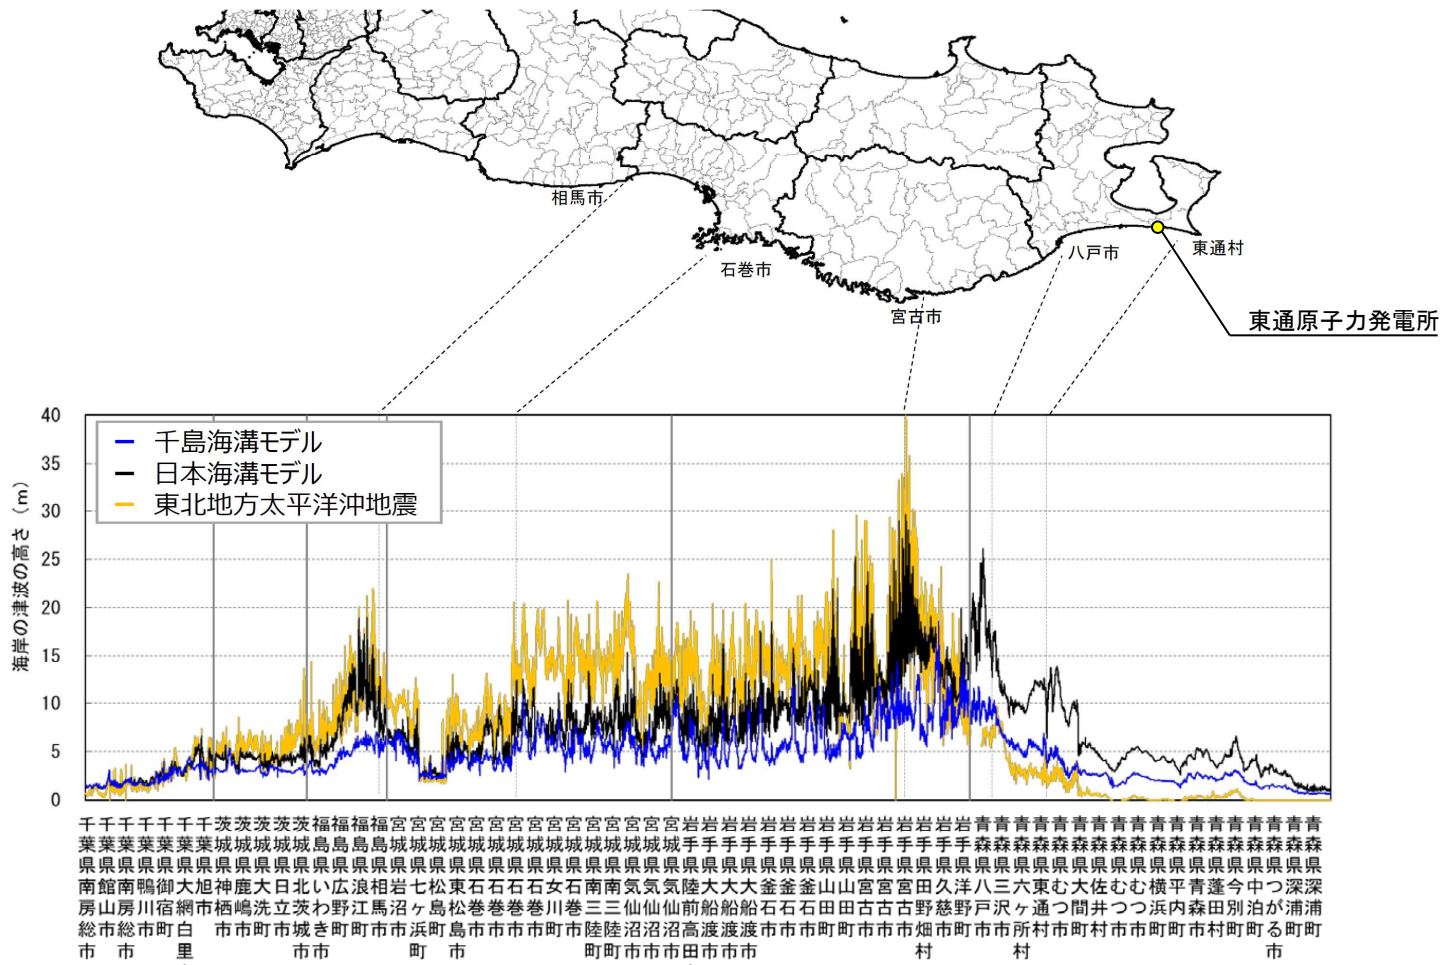 相馬市
石巻市
宮古市
八戸市
東通村
東通原子力発電所
海岸の津波の高さ（m）
40
35
30
25
20
15
10
5
0
千島海溝モデル
日本海溝モデル
東北地方太平洋沖地震
千葉県南房総市
千葉県館山市
千葉県南房総市
千葉県鴨川市
千葉県御宿町
千葉県大網白里
千葉県旭市
茨城県神栖市
茨城県鹿嶋市
茨城県大洗町
茨城県日立市
茨城県北茨城市
福島県いわき市
福島県広野町
福島県浪江町
福島県相馬市
宮城県岩沼市
宮城県七ヶ浜町
宮城県松島町
宮城県東松島市
宮城県石巻市
宮城県石巻市
宮城県石巻市
宮城県石巻市
宮城県女川町
宮城県石巻市
宮城県南三陸町
宮城県南三陸町
宮城県気仙沼市
宮城県気仙沼市
宮城県気仙沼市
岩手県陸前高田
岩手県大船渡市
岩手県大船渡市
岩手県大船渡市
岩手県釜石市
岩手県釜石市
岩手県釜石市
岩手県山田町
岩手県山田町
岩手県宮古市
岩手県宮古市
岩手県宮古市
岩手県田野畑村
岩手県久慈市
岩手県洋野町
青森県八戸市
青森県三沢市
青森県六ヶ所村
青森県東通村
青森県むつ市
青森県大間町
青森県佐井村
青森県むつ市
青森県むつ市
青森県横浜町
青森県平内町
青森県青森市
青森県蓬田村
青森県今別町
青森県中泊町
青森県つがる市
青森県深浦町
青森県深浦町